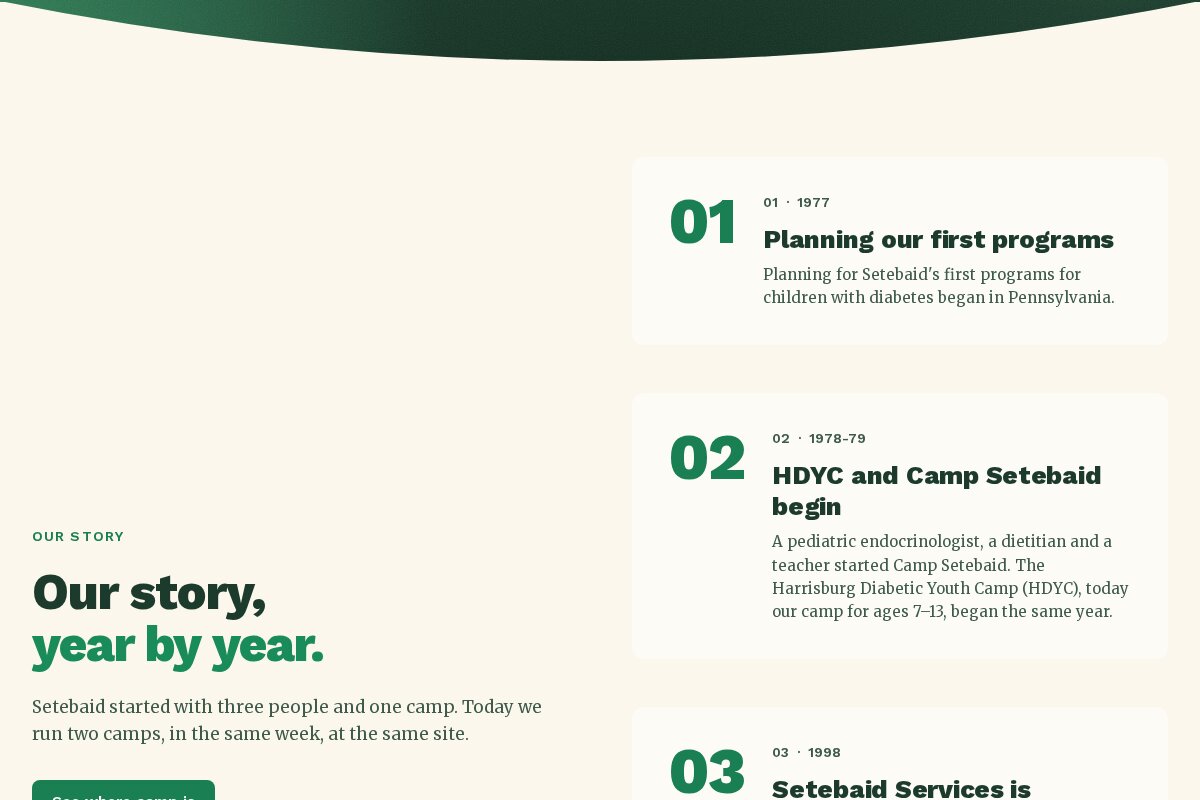 OUR STORY
Our story,
year by year.
Setebaid started with three people and one camp. Today we
run two camps, in the same week, at the same site.
See where camp is
01
01 · 1977
Planning our first programs
Planning for Setebaid's first programs for
children with diabetes began in Pennsylvania.
02
02 · 1978-79
HDYC and Camp Setebaid
begin
A pediatric endocrinologist, a dietitian and a
teacher started Camp Setebaid. The
Harrisburg Diabetic Youth Camp (HDYC), today
our camp for ages 7–13, began the same year.
03
03 · 1998
Setebaid Services is